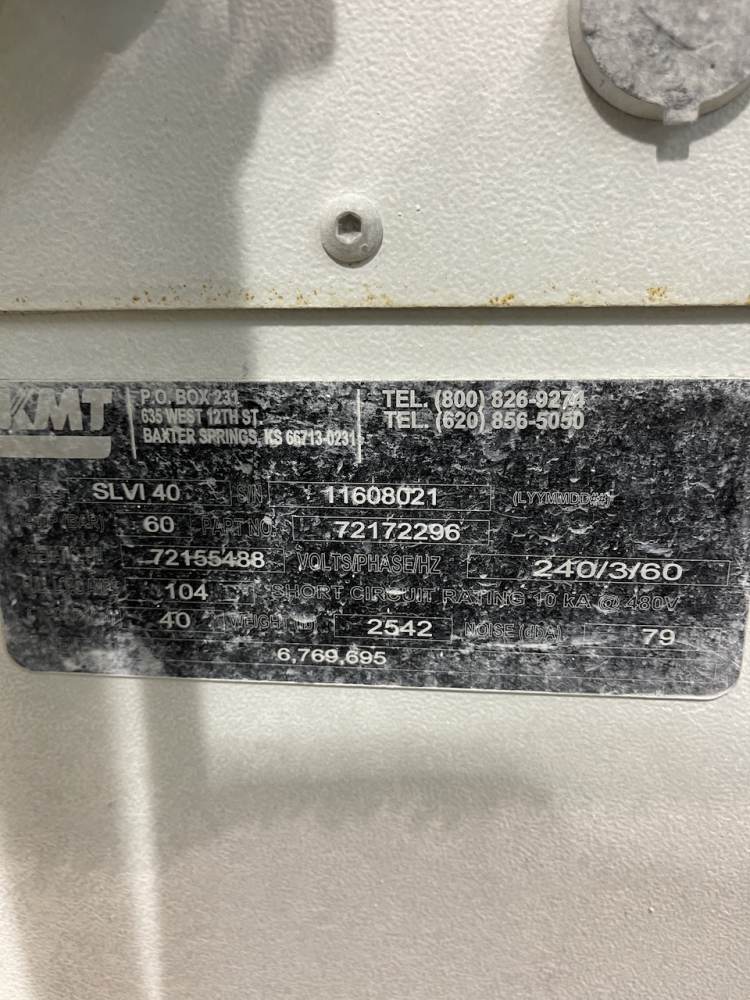 KMT
P.O. BOX 231
635 WEST 12TH ST.
BAXTER SPRINGS, KS 66713-0231
TEL. (800) 826-9274
TEL. (620) 856-5050
SLVI 40 S/N 11608021 (LYYMMDD##)
60 PART NO. 72172296
72155488 VOLTS/PHASE/HZ 240/3/60
104 SHORT CIRCUIT RATING 10 kA @ 480V
40 WEIGHT 2542 NOISE (dBA) 79
6,769,695